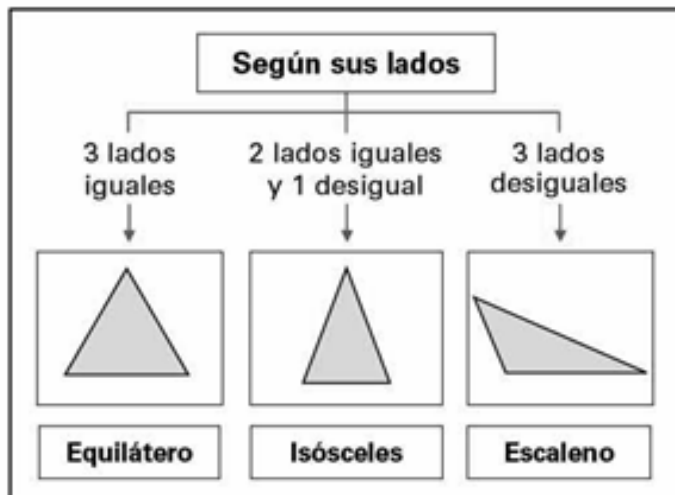 Según sus lados
3 lados
iguales
2 lados iguales
y 1 desigual
3 lados
desiguales
Equilátero
Isósceles
Escaleno